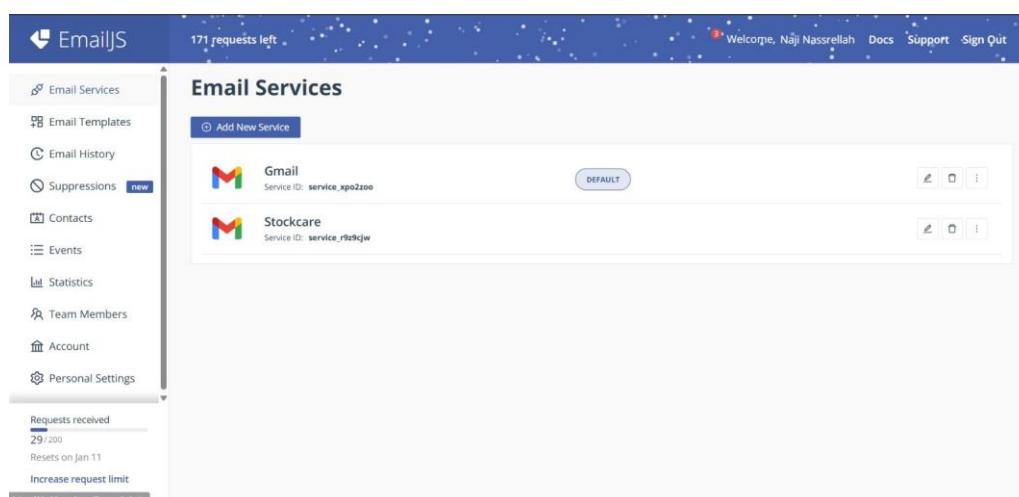 EmailJS
171 requests left
3
Welcome, Naji Nassrellah
Docs
Support
Sign Out
Email Services
Email Templates
Email History
Suppressions new
Contacts
Events
Statistics
Team Members
Account
Personal Settings
Requests received
29/200
Resets on Jan 11
Increase request limit
Email Services
Add New Service
Gmail
Service ID: service_xpo2zoo
DEFAULT
Stockcare
Service ID: service_r9z9cjw